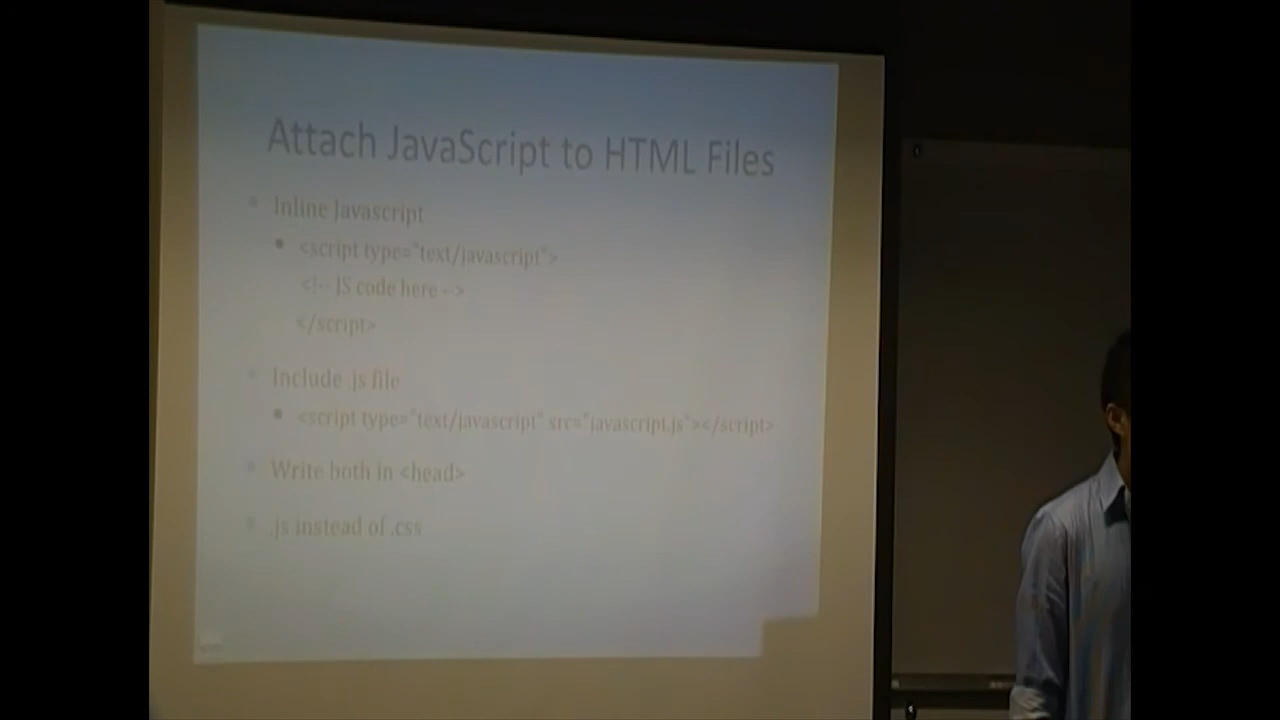 Attach JavaScript to HTML Files
Inline Javascript
<script type="text/javascript">
<!-- JS code here -->
</script>
Include .js file
<script type="text/javascript" src="javascript.js"></script>
Write both in <head>
.js instead of .css